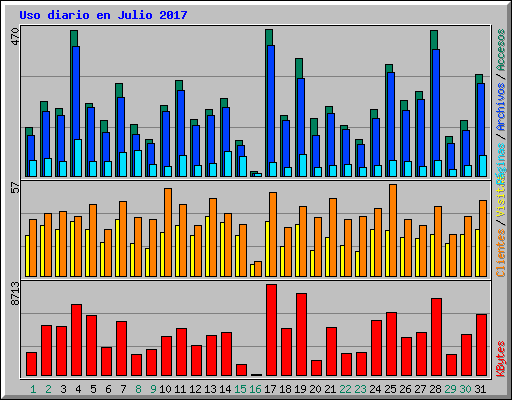 Uso diario en Julio 2017
470
57
8713
Accesos / Archivos / Páginas
Visitas / Clientes
KBytes
1 2 3 4 5 6 7 8 9 10 11 12 13 14 15 16 17 18 19 20 21 22 23 24 25 26 27 28 29 30 31